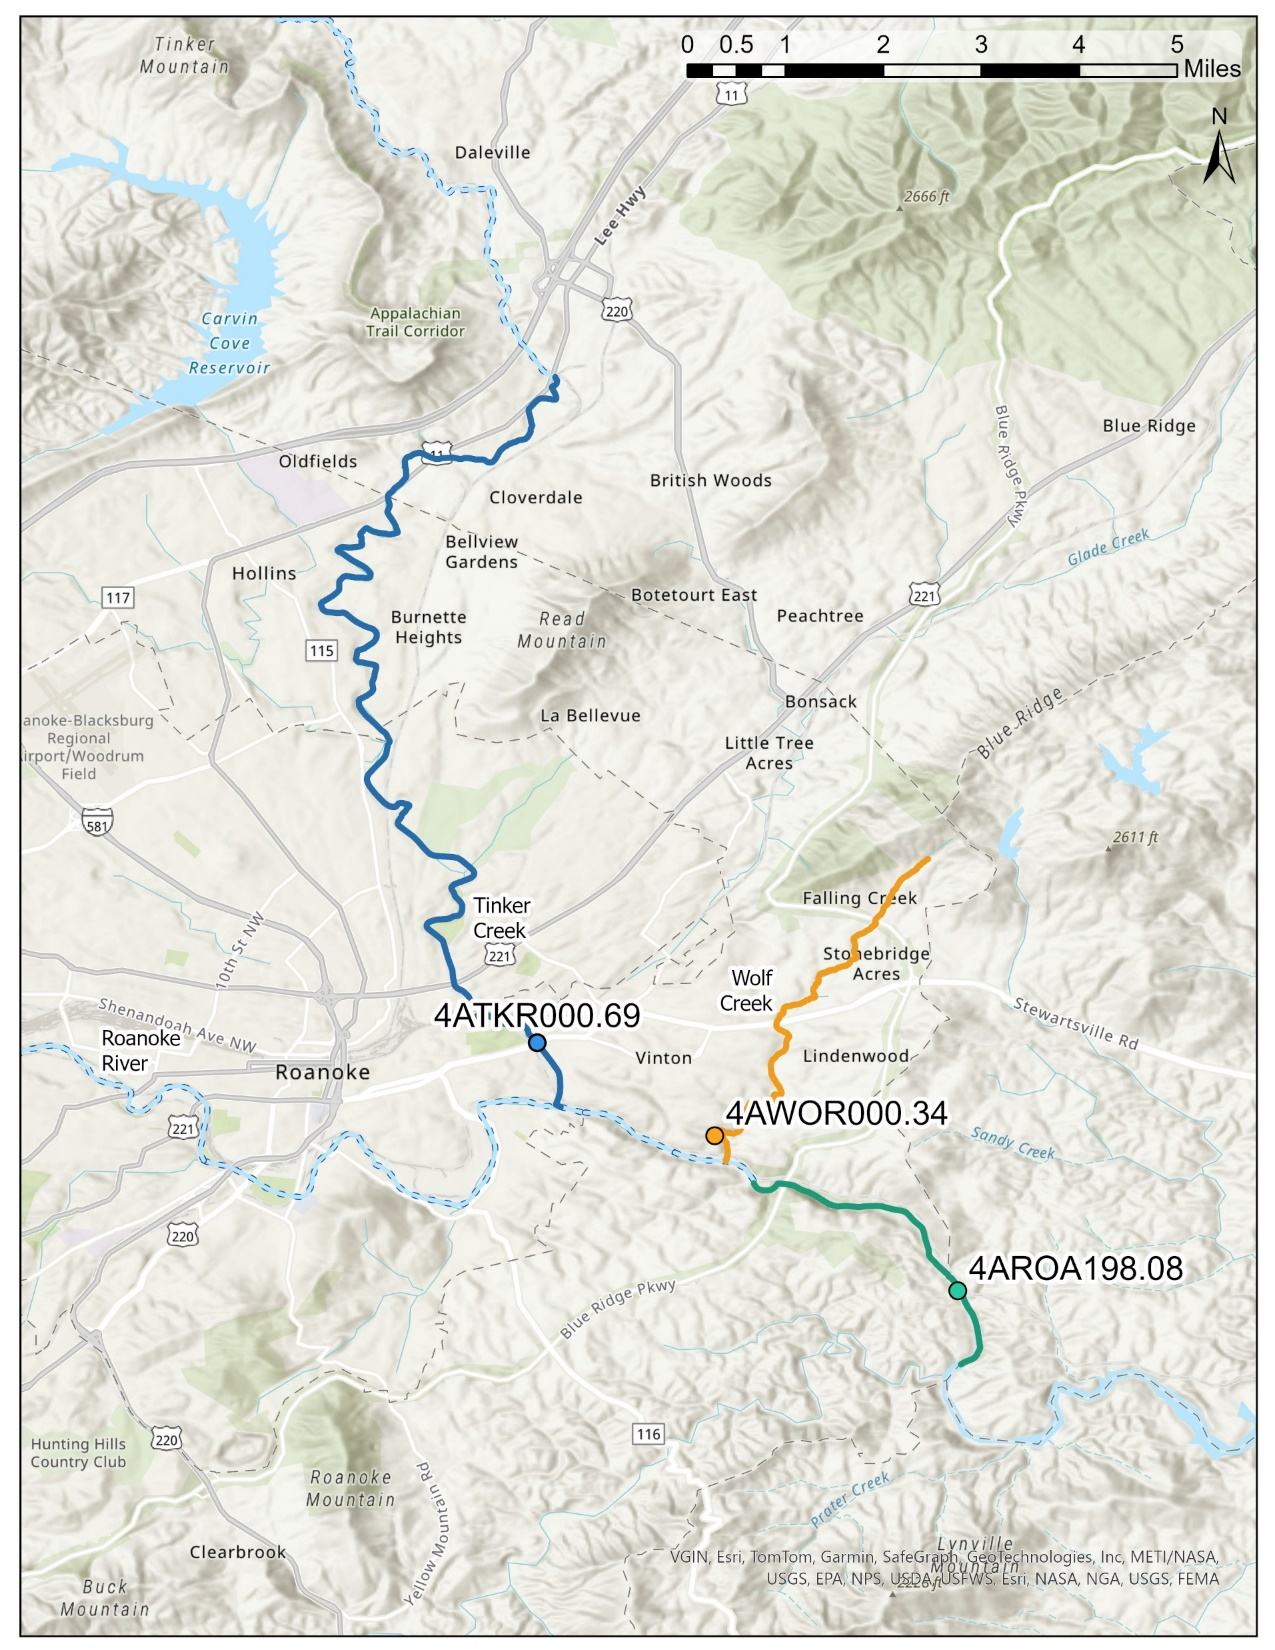 0 0.5 1 2 3 4 5
Miles
N
Tinker
Mountain
11
Daleville
Lee Hwy
2666 ft
Carvin
Cove
Reservoir
Appalachian
Trail Corridor
220
Blue Ridge Pkwy
Blue Ridge
Oldfields
11
Cloverdale
British Woods
Bellview
Gardens
Glade Creek
Hollins
117
Botetourt East
221
Burnette
Heights
Read
Mountain
Peachtree
115
Bonsack
Blue Ridge
La Bellevue
anoke-Blacksburg
Regional
irport/Woodrum
Field
Little Tree
Acres
581
2611 ft
Falling Creek
Tinker
Creek
10th St NW
221
Stonebridge
Acres
Wolf
Creek
Shenandoah Ave NW
4ATKR000.69
Stewartsville Rd
Roanoke
River
Vinton
Lindenwood
Roanoke
221
4AWOR000.34
Sandy Creek
220
4AROA198.08
Blue Ridge Pkwy
116
220
Hunting Hills
Country Club
Roanoke
Mountain
Yellow Mountain Rd
Prater Creek
Clearbrook
Lynville
Mountain
2226 ft
Buck
Mountain
VGIN, Esri, TomTom, Garmin, SafeGraph, GeoTechnologies, Inc, METI/NASA,
USGS, EPA, NPS, USDA, USFWS, Esri, NASA, NGA, USGS, FEMA